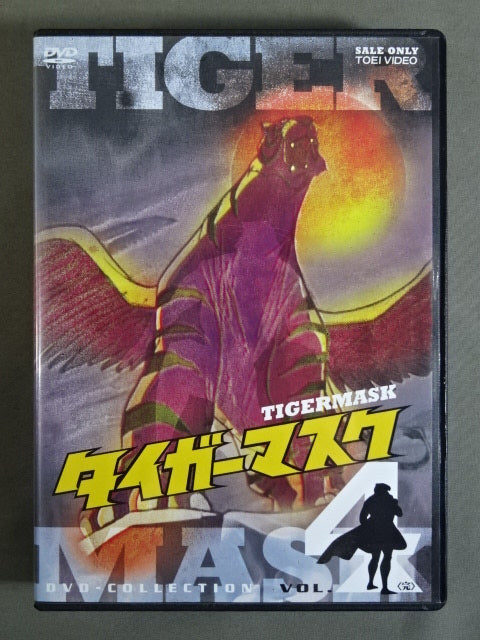 TIGER
DVD
VIDEO
SALE ONLY
TOEI VIDEO
TIGERMASK
タイガーマスク
MASK
DVD-COLLECTION VOL. 4